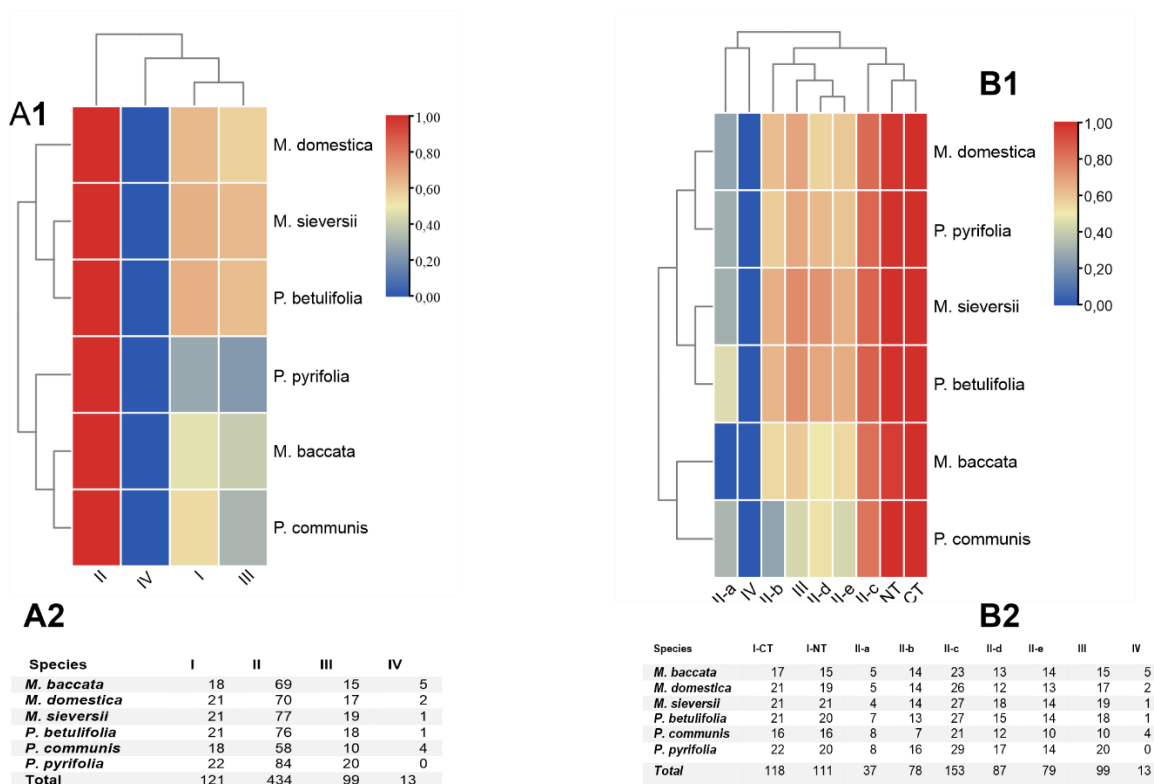 A1
1,00
0,80
0,60
0,40
0,20
0,00
M. domestica
M. sieversii
P. betulifolia
P. pyrifolia
M. baccata
P. communis
II IV I III
A2
Species I II III IV
M. baccata 18 69 15 5
M. domestica 21 70 17 2
M. sieversii 21 77 19 1
P. betulifolia 21 76 18 1
P. communis 18 58 10 4
P. pyrifolia 22 84 20 0
Total 121 434 99 13
B1
1,00
0,80
0,60
0,40
0,20
0,00
M. domestica
P. pyrifolia
M. sieversii
P. betulifolia
M. baccata
P. communis
II-a IV II-b III II-d II-e II-c NT CT
B2
Species I-CT I-NT II-a II-b II-c II-d II-e III IV
M. baccata 17 15 5 14 23 13 14 15 5
M. domestica 21 19 5 14 26 12 13 17 2
M. sieversii 21 21 4 14 27 18 14 19 1
P. betulifolia 21 20 7 13 27 15 14 18 1
P. communis 16 16 8 7 21 12 10 10 4
P. pyrifolia 22 20 8 16 29 17 14 20 0
Total 118 111 37 78 153 87 79 99 13